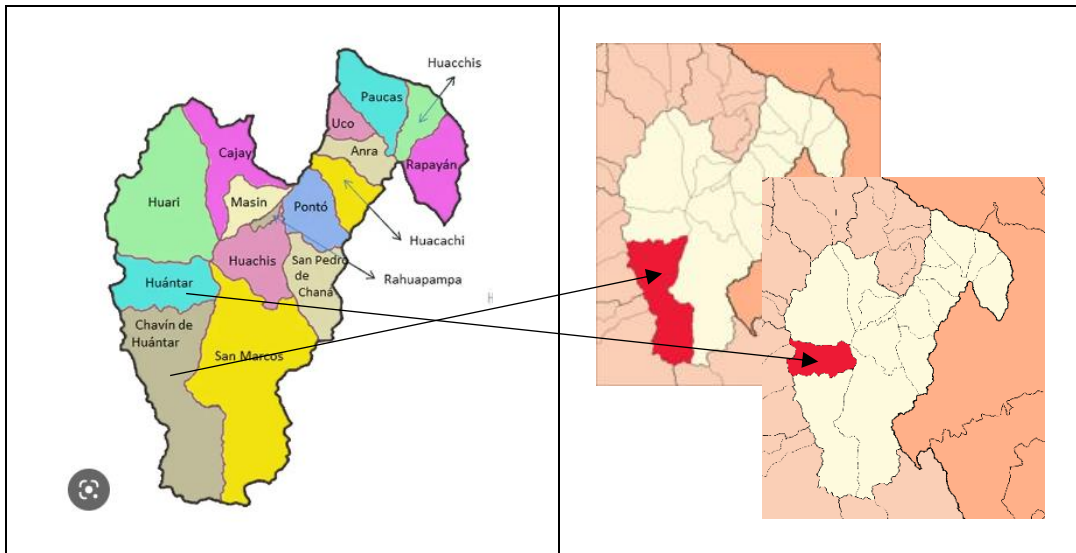 Huacchis
Paucas
Uco
Anra
Cajay
Rapayán
Huari
Masin
Pontó
Huacachi
Huachis
San Pedro
de
Chaná
Rahuapampa
Huántar
Chavín de
Huántar
San Marcos
H